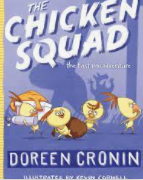 THE
CHICKEN
SQUAD
the first misadventure
DOREEN CRONIN
ILLUSTRATED BY KEVIN CORNELL